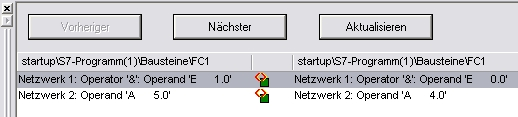 Vorheriger Nächster Aktualisieren
startup\S7-Programm(1)\Bausteine\FC1 startup\S7-Programm(1)\Bausteine\FC1
Netzwerk 1: Operator '&': Operand 'E 1.0' Netzwerk 1: Operator '&': Operand 'E 0.0'
Netzwerk 2: Operand 'A 5.0' Netzwerk 2: Operand 'A 4.0'